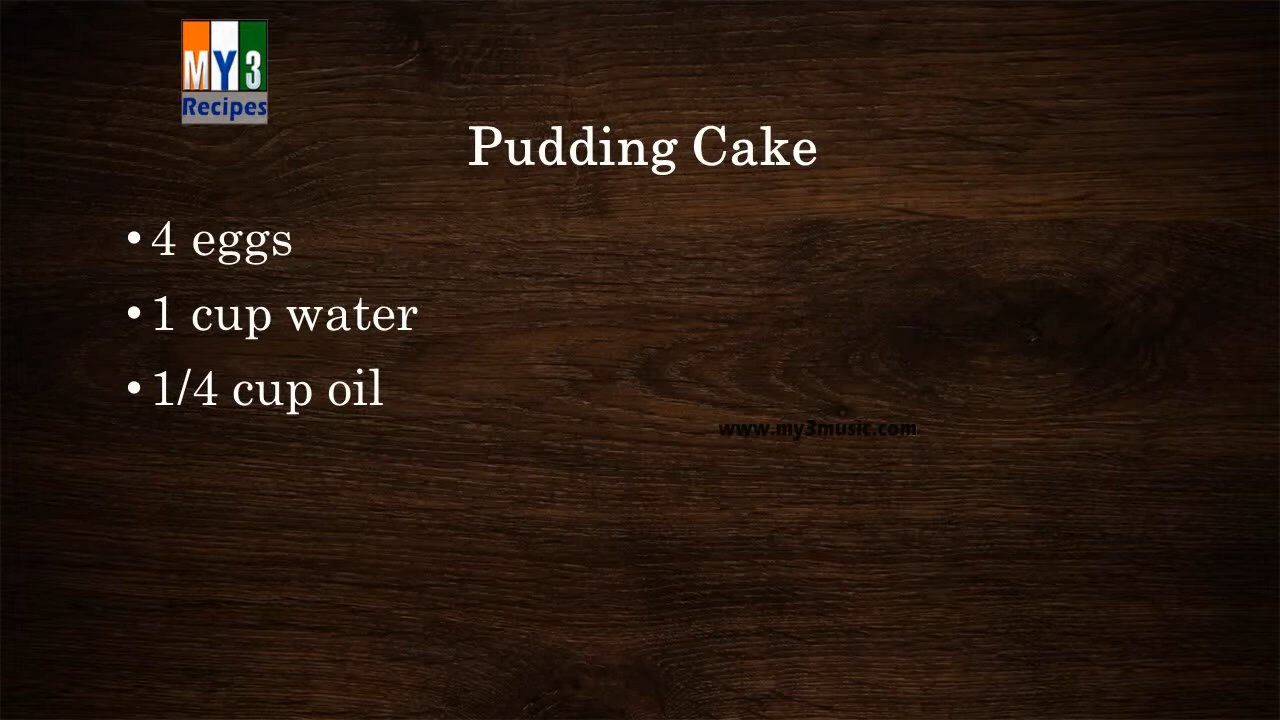 MY3
Recipes
Pudding Cake
• 4 eggs
• 1 cup water
• 1/4 cup oil
www.my3music.com